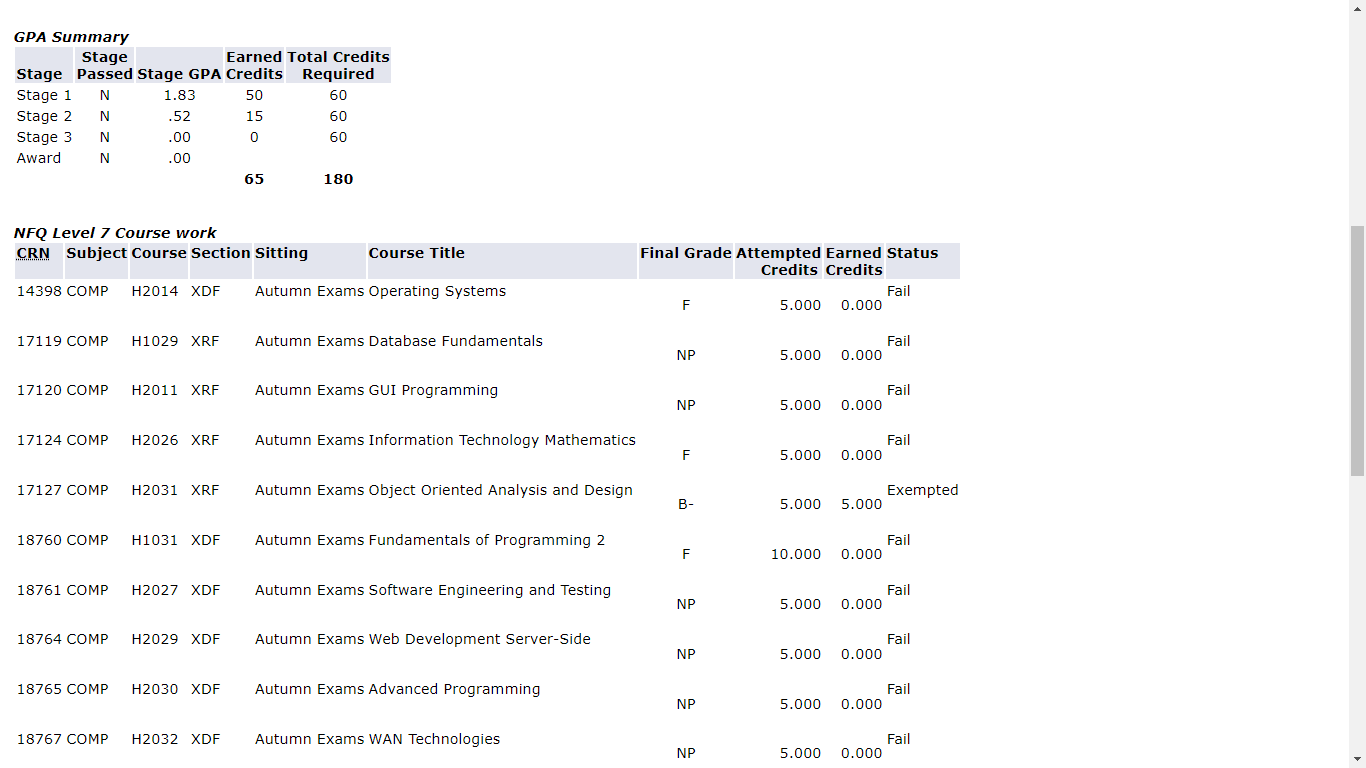 GPA Summary
Stage Stage Passed Stage GPA Earned Credits Total Credits Required
Stage 1 N 1.83 50 60
Stage 2 N .52 15 60
Stage 3 N .00 0 60
Award N .00
65 180
NFQ Level 7 Course work
CRN Subject Course Section Sitting Course Title Final Grade Attempted Credits Earned Credits Status
14398 COMP H2014 XDF Autumn Exams Operating Systems F 5.000 0.000 Fail
17119 COMP H1029 XRF Autumn Exams Database Fundamentals NP 5.000 0.000 Fail
17120 COMP H2011 XRF Autumn Exams GUI Programming NP 5.000 0.000 Fail
17124 COMP H2026 XRF Autumn Exams Information Technology Mathematics F 5.000 0.000 Fail
17127 COMP H2031 XRF Autumn Exams Object Oriented Analysis and Design B- 5.000 5.000 Exempted
18760 COMP H1031 XDF Autumn Exams Fundamentals of Programming 2 F 10.000 0.000 Fail
18761 COMP H2027 XDF Autumn Exams Software Engineering and Testing NP 5.000 0.000 Fail
18764 COMP H2029 XDF Autumn Exams Web Development Server-Side NP 5.000 0.000 Fail
18765 COMP H2030 XDF Autumn Exams Advanced Programming NP 5.000 0.000 Fail
18767 COMP H2032 XDF Autumn Exams WAN Technologies NP 5.000 0.000 Fail